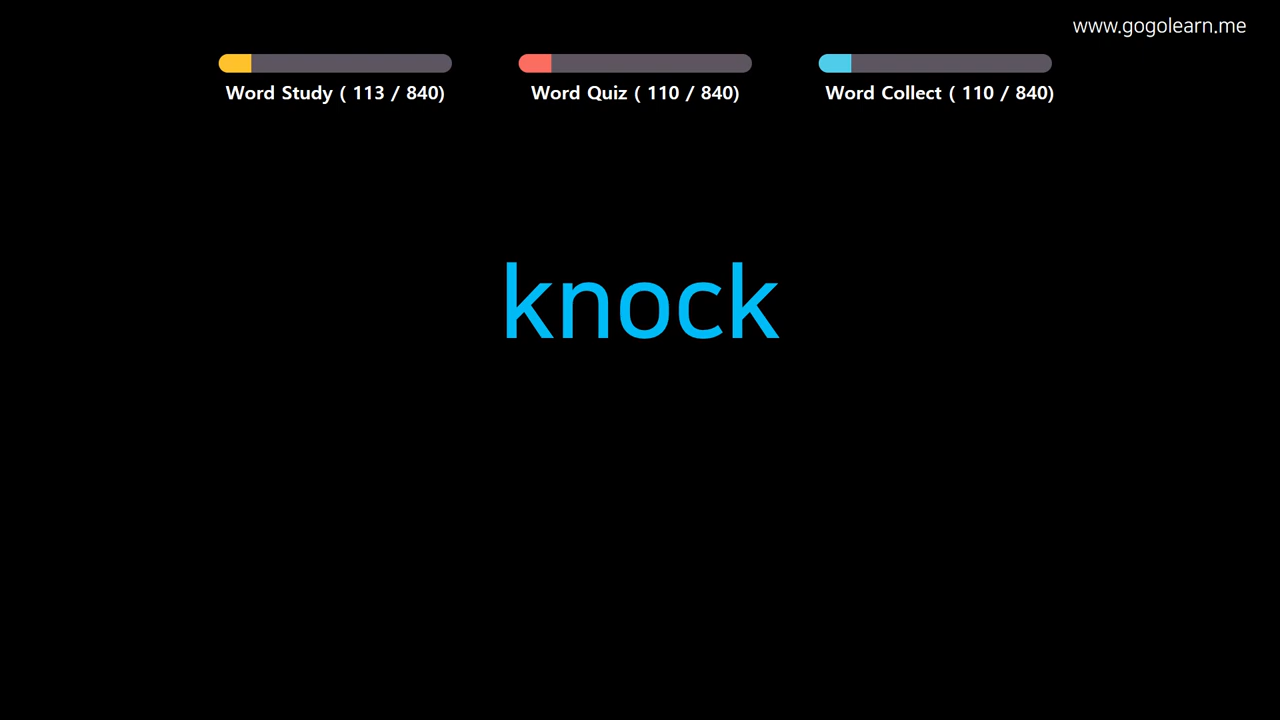 www.gogolearn.me
Word Study ( 113 / 840)
Word Quiz ( 110 / 840)
Word Collect ( 110 / 840)
knock